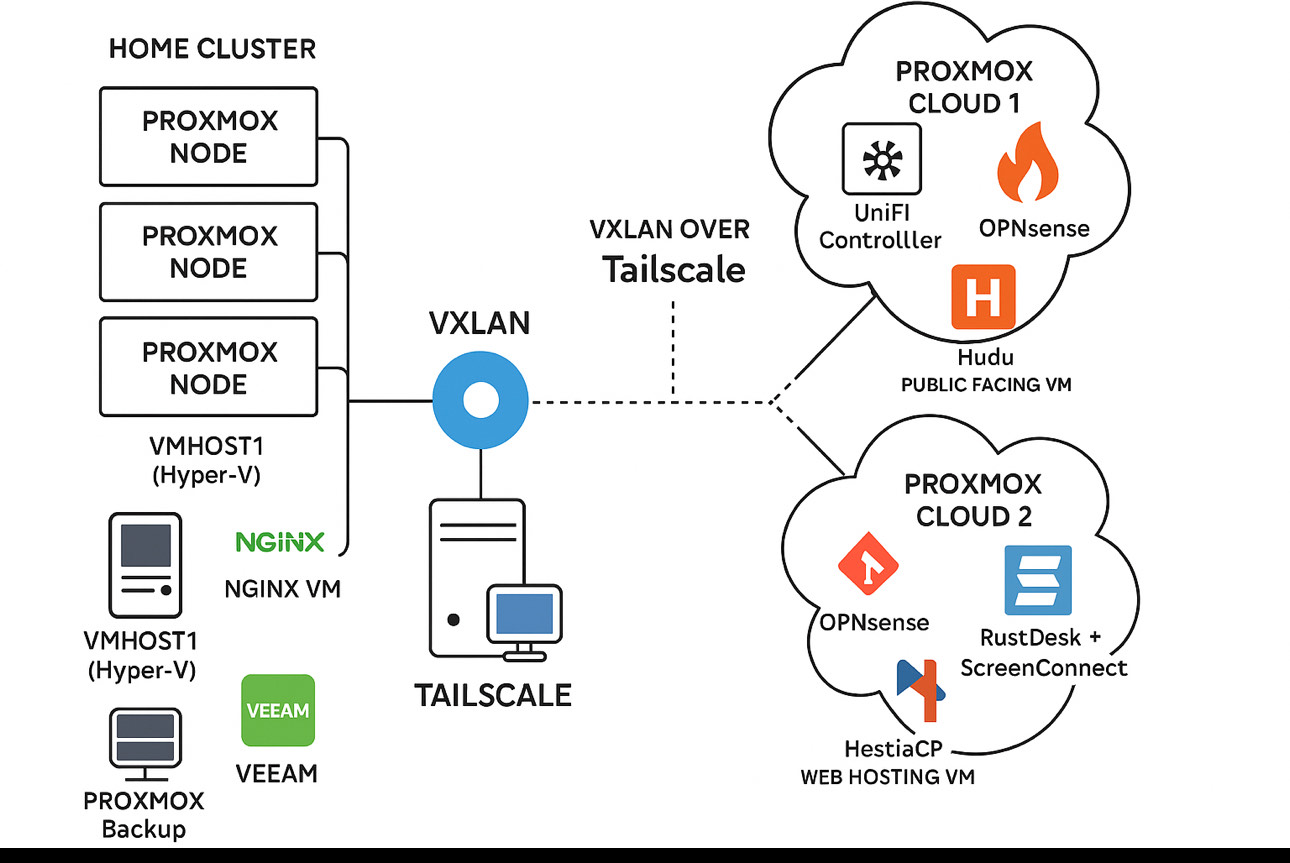 HOME CLUSTER
PROXMOX
NODE
PROXMOX
NODE
PROXMOX
NODE
VMHOST1
(Hyper-V)
NGINX
NGINX VM
VMHOST1
(Hyper-V)
VEEAM
VEEAM
PROXMOX
Backup
VXLAN
TAILSCALE
VXLAN OVER
Tailscale
PROXMOX
CLOUD 1
UniFI
Controlller
OPNsense
H
Hudu
PUBLIC FACING VM
PROXMOX
CLOUD 2
OPNsense
RustDesk +
ScreenConnect
HestiaCP
WEB HOSTING VM